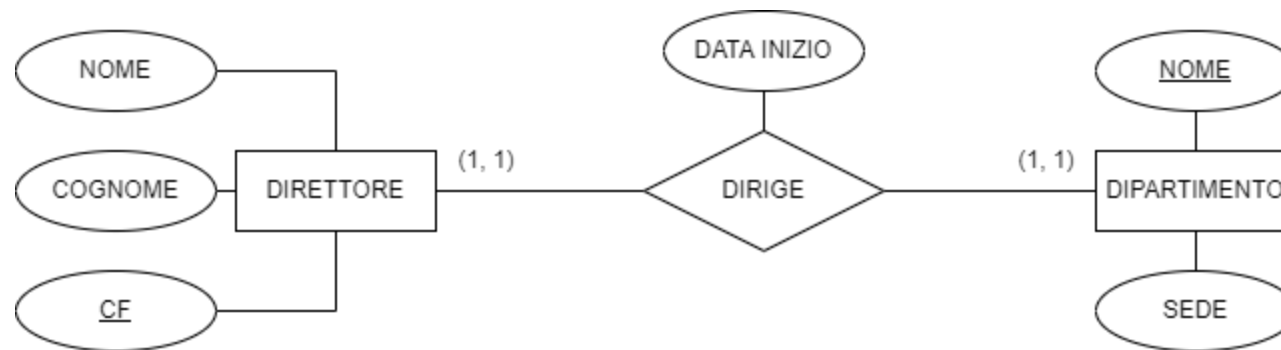 NOME
COGNOME
CF
DIRETTORE
(1, 1)
DATA INIZIO
DIRIGE
(1, 1)
NOME
DIPARTIMENTO
SEDE